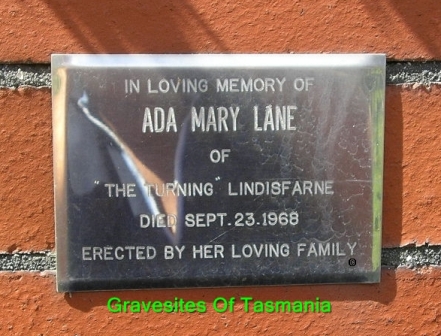 IN LOVING MEMORY OF
ADA MARY LANE
OF
"THE TURNING" LINDISFARNE
DIED SEPT. 23. 1968
ERECTED BY HER LOVING FAMILY
Gravesites Of Tasmania